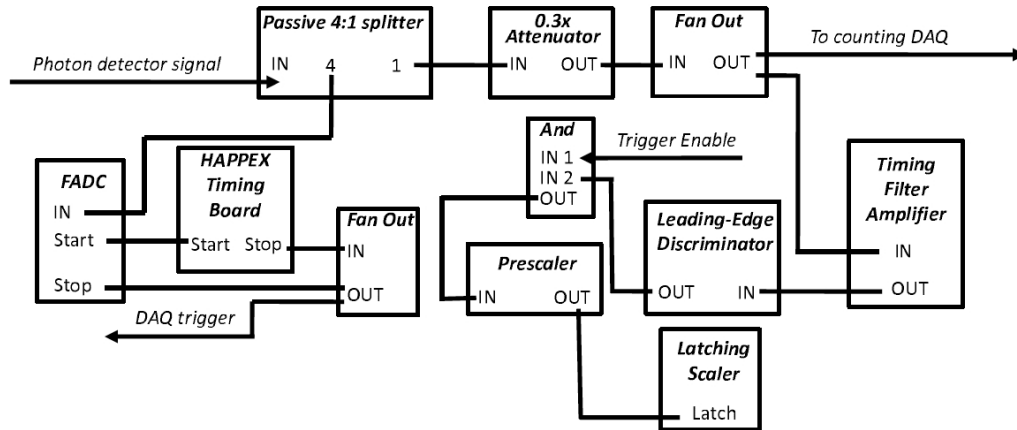 Passive 4:1 splitter
IN 4 1
Photon detector signal
0.3x
Attenuator
IN OUT
Fan Out
IN OUT
To counting DAQ
And
IN 1
IN 2
OUT
Trigger Enable
FADC
IN
Start
Stop
HAPPEX
Timing
Board
Start Stop
Fan Out
IN
OUT
DAQ trigger
Prescaler
IN OUT
Leading-Edge
Discriminator
OUT IN
Timing
Filter
Amplifier
IN
OUT
Latching
Scaler
Latch